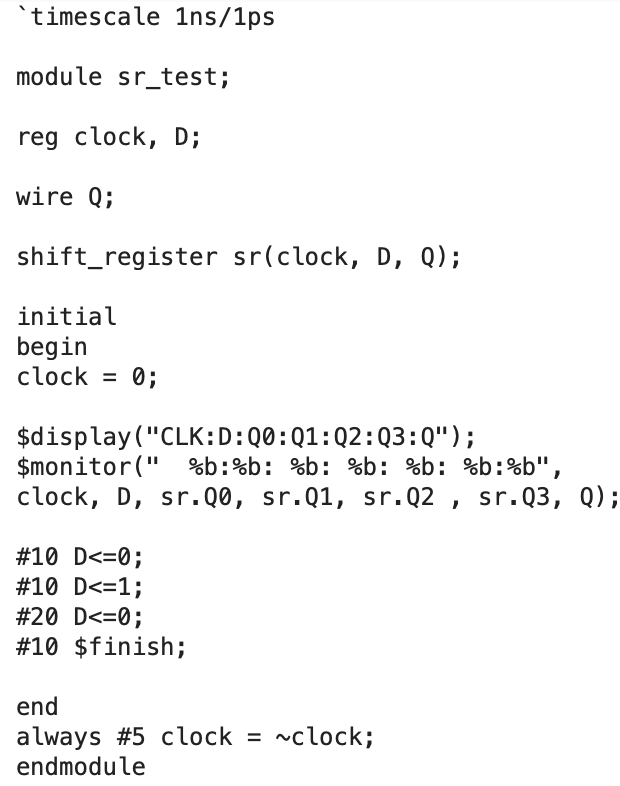 `timescale 1ns/1ps
module sr_test;
reg clock, D;
wire Q;
shift_register sr(clock, D, Q);
initial
begin
clock = 0;
$display("CLK:D:Q0:Q1:Q2:Q3:Q");
$monitor("  %b:%b: %b: %b: %b: %b:%b",
clock, D, sr.Q0, sr.Q1, sr.Q2 , sr.Q3, Q);
#10 D<=0;
#10 D<=1;
#20 D<=0;
#10 $finish;
end
always #5 clock = ~clock;
endmodule